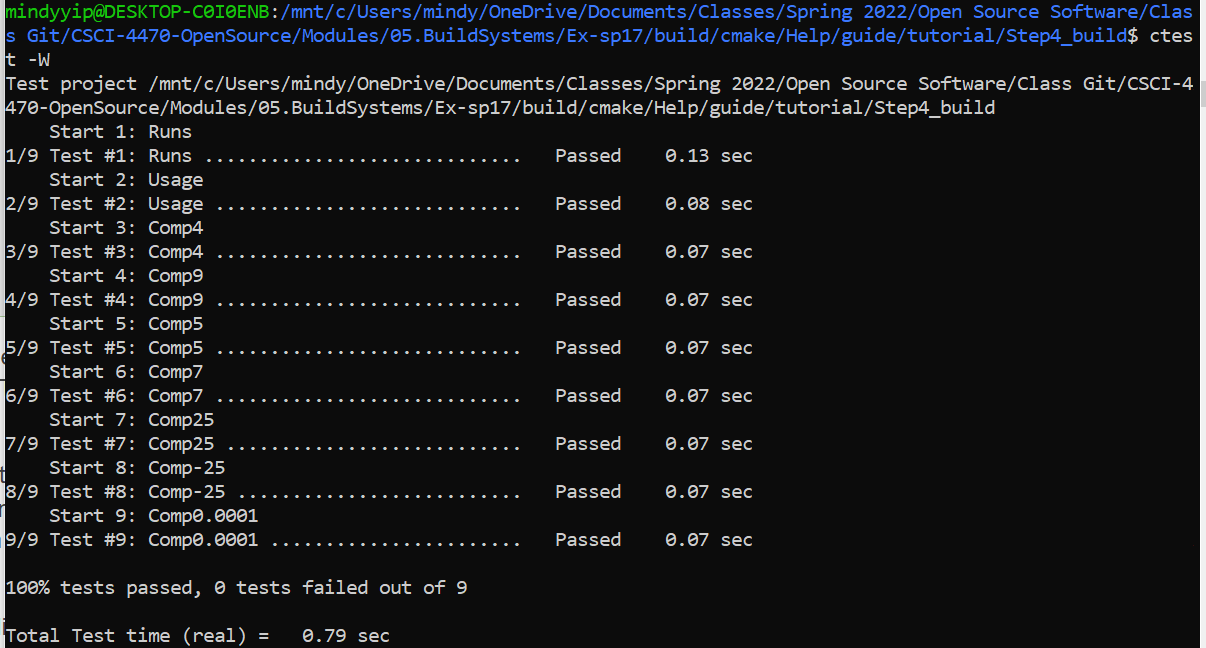 mindyyip@DESKTOP-C0I0ENB:/mnt/c/Users/mindy/OneDrive/Documents/Classes/Spring 2022/Open Source Software/Clas
s Git/CSCI-4470-OpenSource/Modules/05.BuildSystems/Ex-sp17/build/cmake/Help/guide/tutorial/Step4_build$ ctes
t -W
Test project /mnt/c/Users/mindy/OneDrive/Documents/Classes/Spring 2022/Open Source Software/Class Git/CSCI-4
470-OpenSource/Modules/05.BuildSystems/Ex-sp17/build/cmake/Help/guide/tutorial/Step4_build
    Start 1: Runs
1/9 Test #1: Runs .............................   Passed    0.13 sec
    Start 2: Usage
2/9 Test #2: Usage ............................   Passed    0.08 sec
    Start 3: Comp4
3/9 Test #3: Comp4 ............................   Passed    0.07 sec
    Start 4: Comp9
4/9 Test #4: Comp9 ............................   Passed    0.07 sec
    Start 5: Comp5
5/9 Test #5: Comp5 ............................   Passed    0.07 sec
    Start 6: Comp7
6/9 Test #6: Comp7 ............................   Passed    0.07 sec
    Start 7: Comp25
7/9 Test #7: Comp25 ...........................   Passed    0.07 sec
    Start 8: Comp-25
8/9 Test #8: Comp-25 ..........................   Passed    0.07 sec
    Start 9: Comp0.0001
9/9 Test #9: Comp0.0001 .......................   Passed    0.07 sec

100% tests passed, 0 tests failed out of 9

Total Test time (real) =   0.79 sec